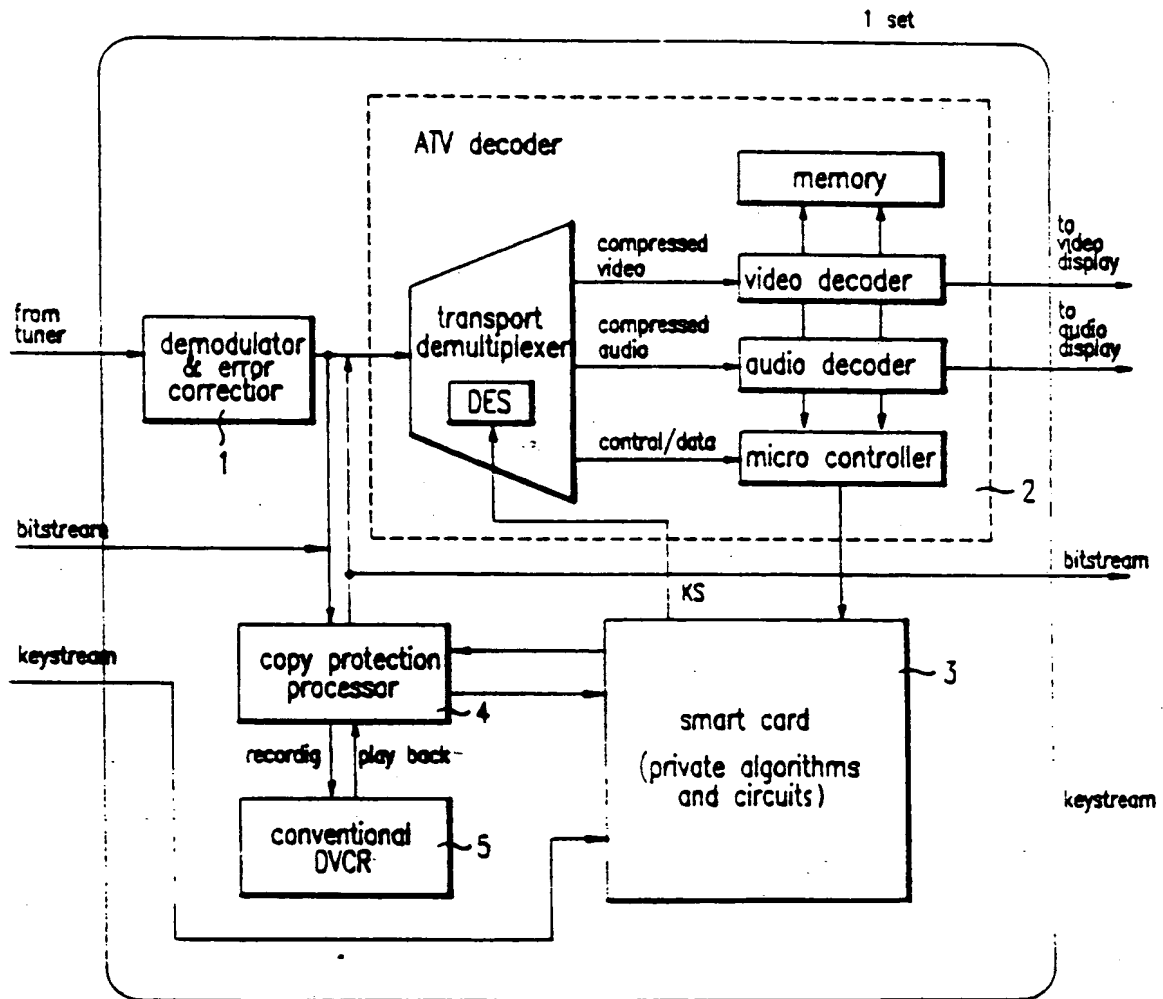 1 set
ATV decoder
memory
compressed
video
to
video
display
video decoder
from
tuner
transport
demultiplexer
compressed
audio
to
audio
display
demodulator
& error
correctior
audio decoder
DES
1
control/data
micro controller
2
bitstream
bitstream
KS
keystream
copy protection
processor
4
3
smart card
(private algorithms
and circuits)
recordig
play back
keystream
conventional
DVCR
5